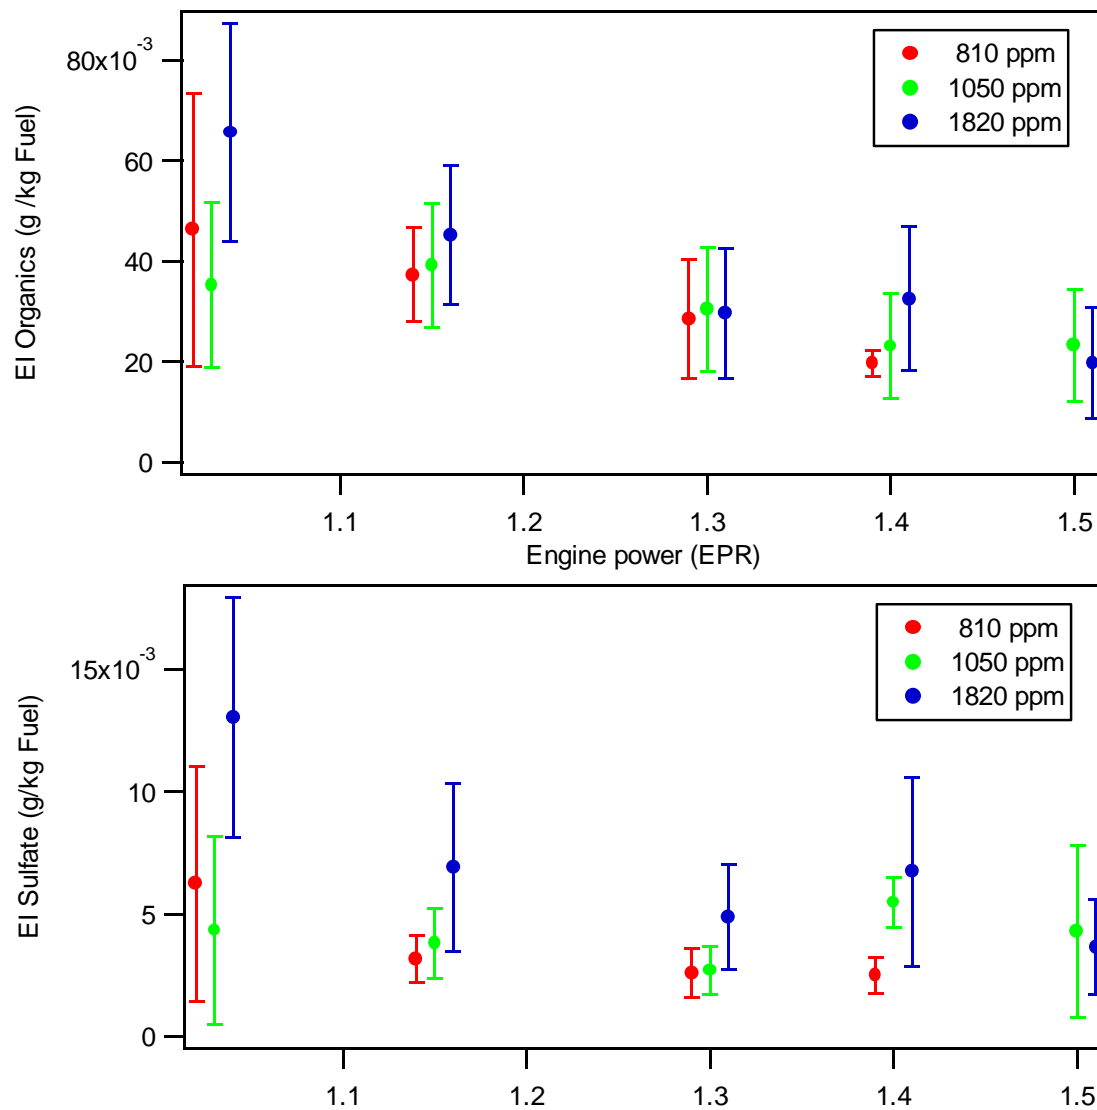 80x10-3
60
40
20
0
EI Organics (g /kg Fuel)
810 ppm
1050 ppm
1820 ppm
1.1
1.2
1.3
1.4
1.5
Engine power (EPR)
15x10-3
10
5
0
EI Sulfate (g/kg Fuel)
810 ppm
1050 ppm
1820 ppm
1.1
1.2
1.3
1.4
1.5